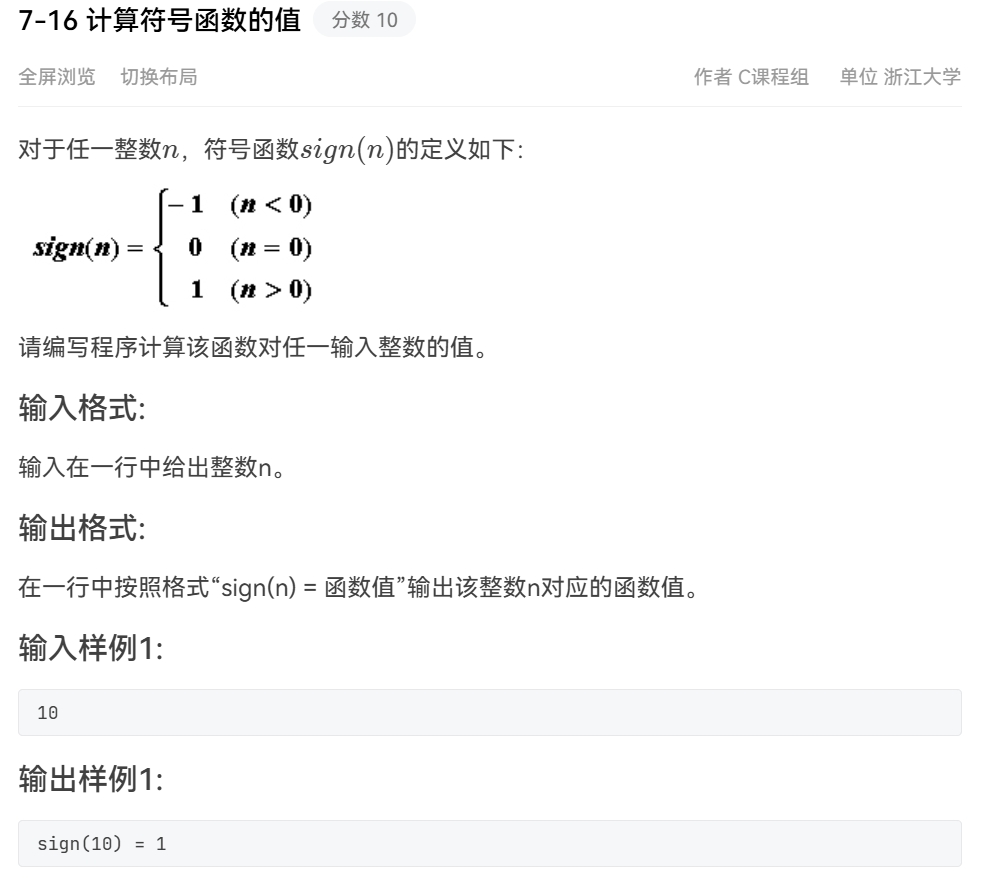 7-16 计算符号函数的值 分数 10
全屏浏览 切换布局 作者 C课程组 单位 浙江大学
对于任一整数n，符号函数sign(n)的定义如下：
-1 (n < 0)
sign(n) = { 0 (n = 0)
1 (n > 0)
请编写程序计算该函数对任一输入整数的值。
输入格式:
输入在一行中给出整数n。
输出格式:
在一行中按照格式“sign(n) = 函数值”输出该整数n对应的函数值。
输入样例1:
10
输出样例1:
sign(10) = 1